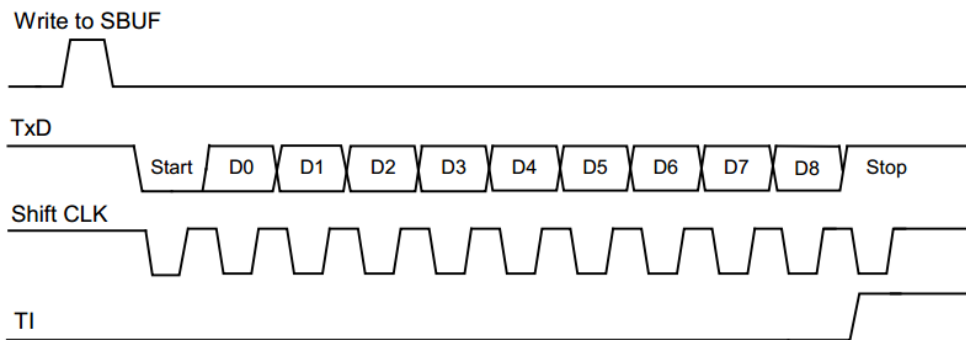 Write to SBUF
TxD
Start D0 D1 D2 D3 D4 D5 D6 D7 D8 Stop
Shift CLK
TI